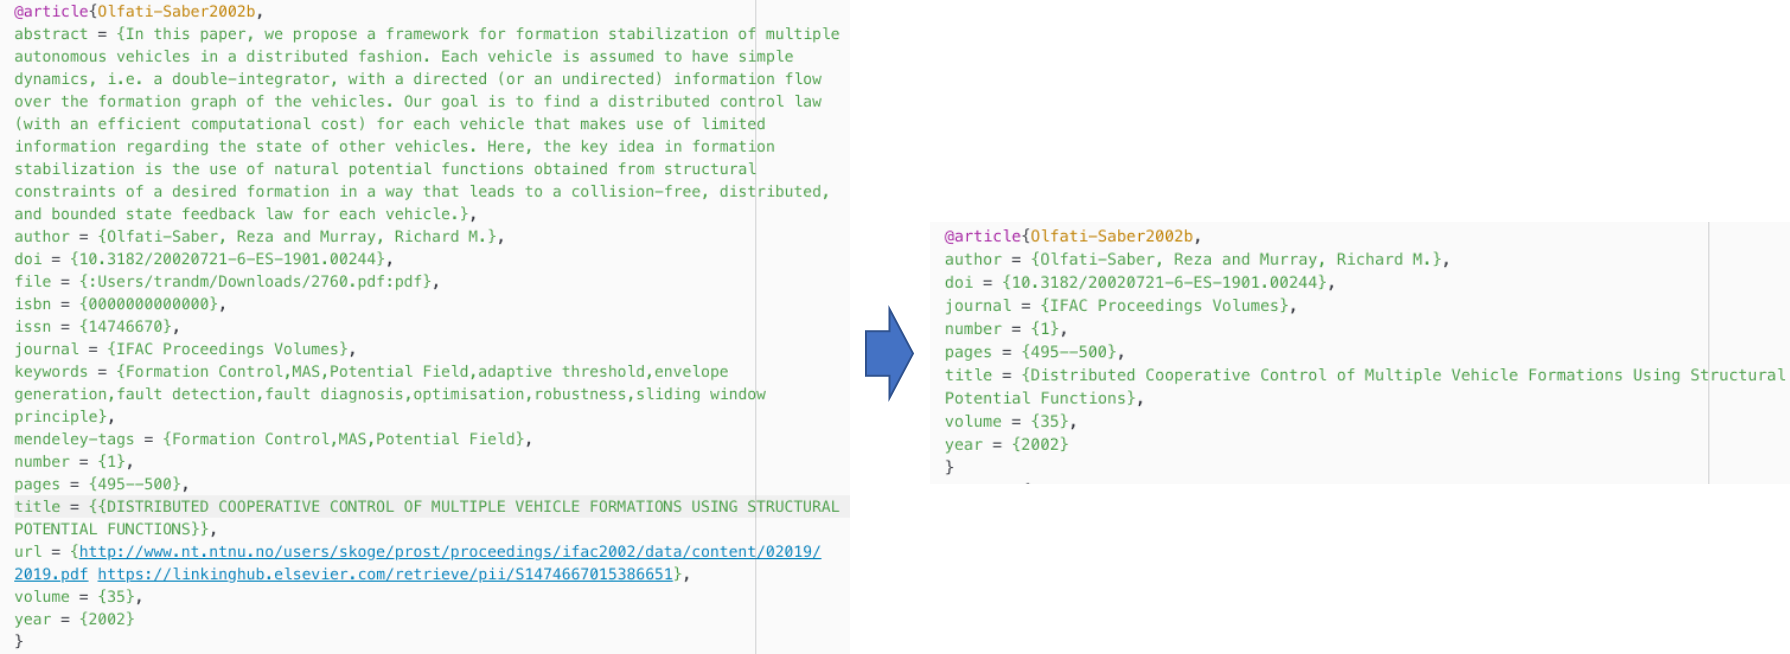 @article{Olfati-Saber2002b,
abstract = {In this paper, we propose a framework for formation stabilization of multiple
autonomous vehicles in a distributed fashion. Each vehicle is assumed to have simple
dynamics, i.e. a double-integrator, with a directed (or an undirected) information flow
over the formation graph of the vehicles. Our goal is to find a distributed control law
(with an efficient computational cost) for each vehicle that makes use of limited
information regarding the state of other vehicles. Here, the key idea in formation
stabilization is the use of natural potential functions obtained from structural
constraints of a desired formation in a way that leads to a collision-free, distributed,
and bounded state feedback law for each vehicle.},
author = {Olfati-Saber, Reza and Murray, Richard M.},
doi = {10.3182/20020721-6-ES-1901.00244},
file = {:Users/trandm/Downloads/2760.pdf:pdf},
isbn = {0000000000000},
issn = {14746670},
journal = {IFAC Proceedings Volumes},
keywords = {Formation Control,MAS,Potential Field,adaptive threshold,envelope
generation,fault detection,fault diagnosis,optimisation,robustness,sliding window
principle},
mendeley-tags = {Formation Control,MAS,Potential Field},
number = {1},
pages = {495--500},
title = {{DISTRIBUTED COOPERATIVE CONTROL OF MULTIPLE VEHICLE FORMATIONS USING STRUCTURAL
POTENTIAL FUNCTIONS}},
url = {http://www.nt.ntnu.no/users/skoge/prost/proceedings/ifac2002/data/content/02019/
2019.pdf https://linkinghub.elsevier.com/retrieve/pii/S1474667015386651},
volume = {35},
year = {2002}
}
@article{Olfati-Saber2002b,
author = {Olfati-Saber, Reza and Murray, Richard M.},
doi = {10.3182/20020721-6-ES-1901.00244},
journal = {IFAC Proceedings Volumes},
number = {1},
pages = {495--500},
title = {Distributed Cooperative Control of Multiple Vehicle Formations Using Structural
Potential Functions},
volume = {35},
year = {2002}
}